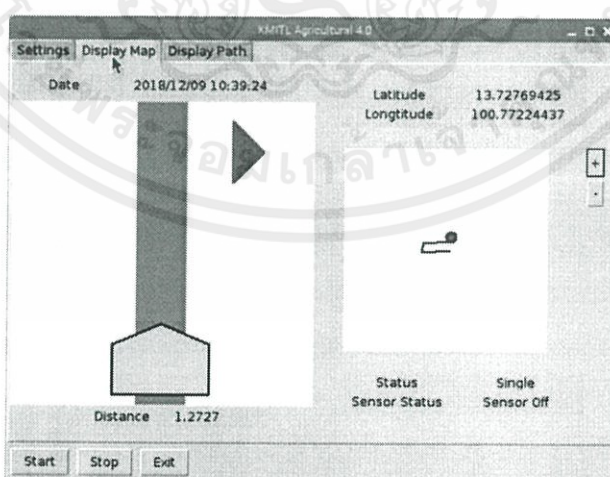 KMITL Agricultural 4.0
Settings Display Map Display Path
Date 2018/12/09 10:39:24
Latitude 13.72769425
Longtitude 100.77224437
+
-
Status Single
Sensor Status Sensor Off
Distance 1.2727
Start Stop Exit